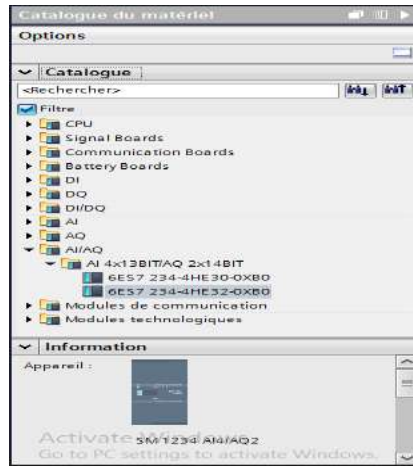 Catalogue du matériel
Options
Catalogue
<Rechercher>
Filtre
CPU
Signal Boards
Communication Boards
Battery Boards
DI
DQ
DI/DQ
AI
AQ
AI/AQ
AI 4x13BIT/AQ 2x14BIT
6ES7 234-4HE30-0XB0
6ES7 234-4HE32-0XB0
Modules de communication
Modules technologiques
Information
Appareil :
SM 1234 AI4/AQ2
Activate Windows
Go to PC settings to activate Windows.